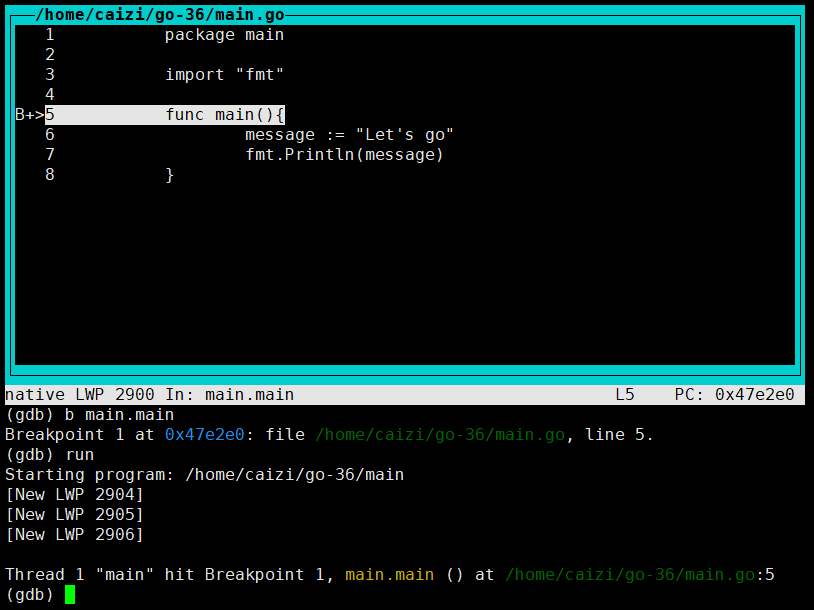 /home/caizi/go-36/main.go
1 package main
2
3 import "fmt"
4
B+>5 func main(){
6 message := "Let's go"
7 fmt.Println(message)
8 }
native LWP 2900 In: main.main L5 PC: 0x47e2e0
(gdb) b main.main
Breakpoint 1 at 0x47e2e0: file /home/caizi/go-36/main.go, line 5.
(gdb) run
Starting program: /home/caizi/go-36/main
[New LWP 2904]
[New LWP 2905]
[New LWP 2906]
Thread 1 "main" hit Breakpoint 1, main.main () at /home/caizi/go-36/main.go:5
(gdb)